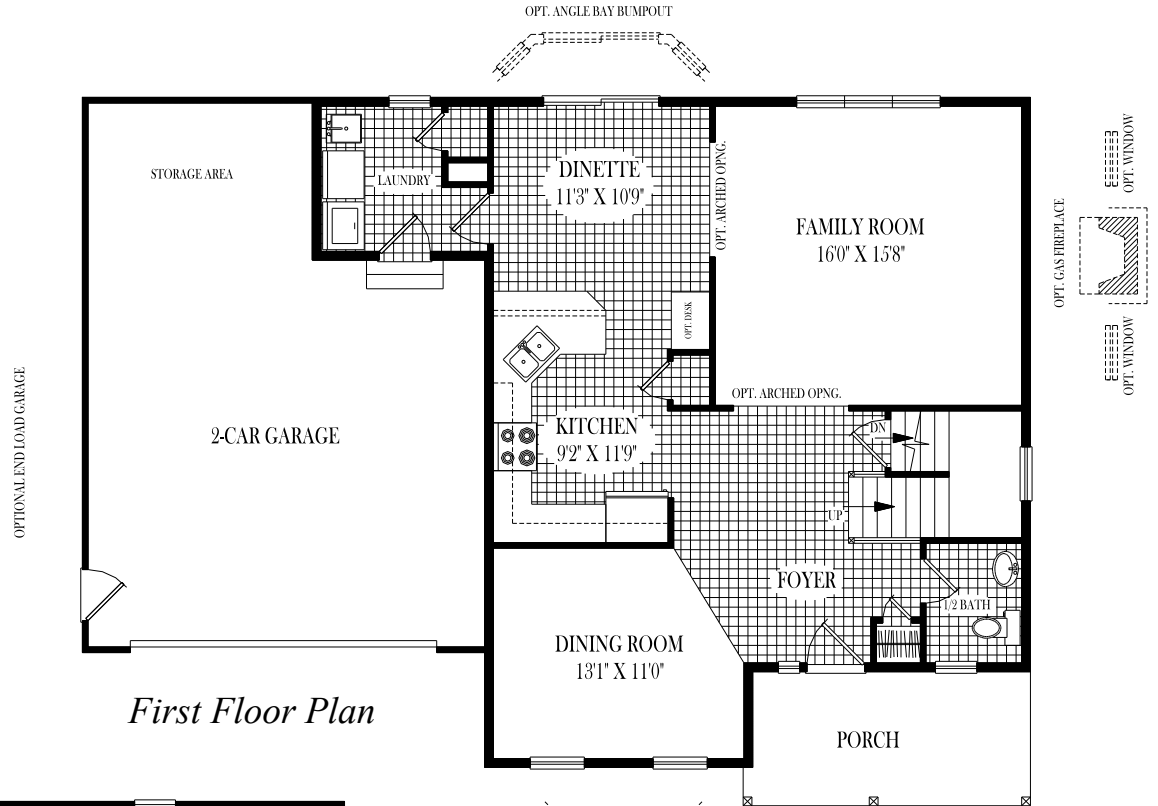 OPT. ANGLE BAY BUMPOUT
STORAGE AREA
LAUNDRY
DINETTE
11'3" X 10'9"
OPT. ARCHED OPNG.
FAMILY ROOM
16'0" X 15'8"
OPT. WINDOW
OPT. GAS FIREPLACE
OPT. WINDOW
OPT. DESK
OPT. ARCHED OPNG.
OPTIONAL END LOAD GARAGE
2-CAR GARAGE
KITCHEN
9'2" X 11'9"
DN
UP
FOYER
1/2 BATH
DINING ROOM
13'1" X 11'0"
First Floor Plan
PORCH